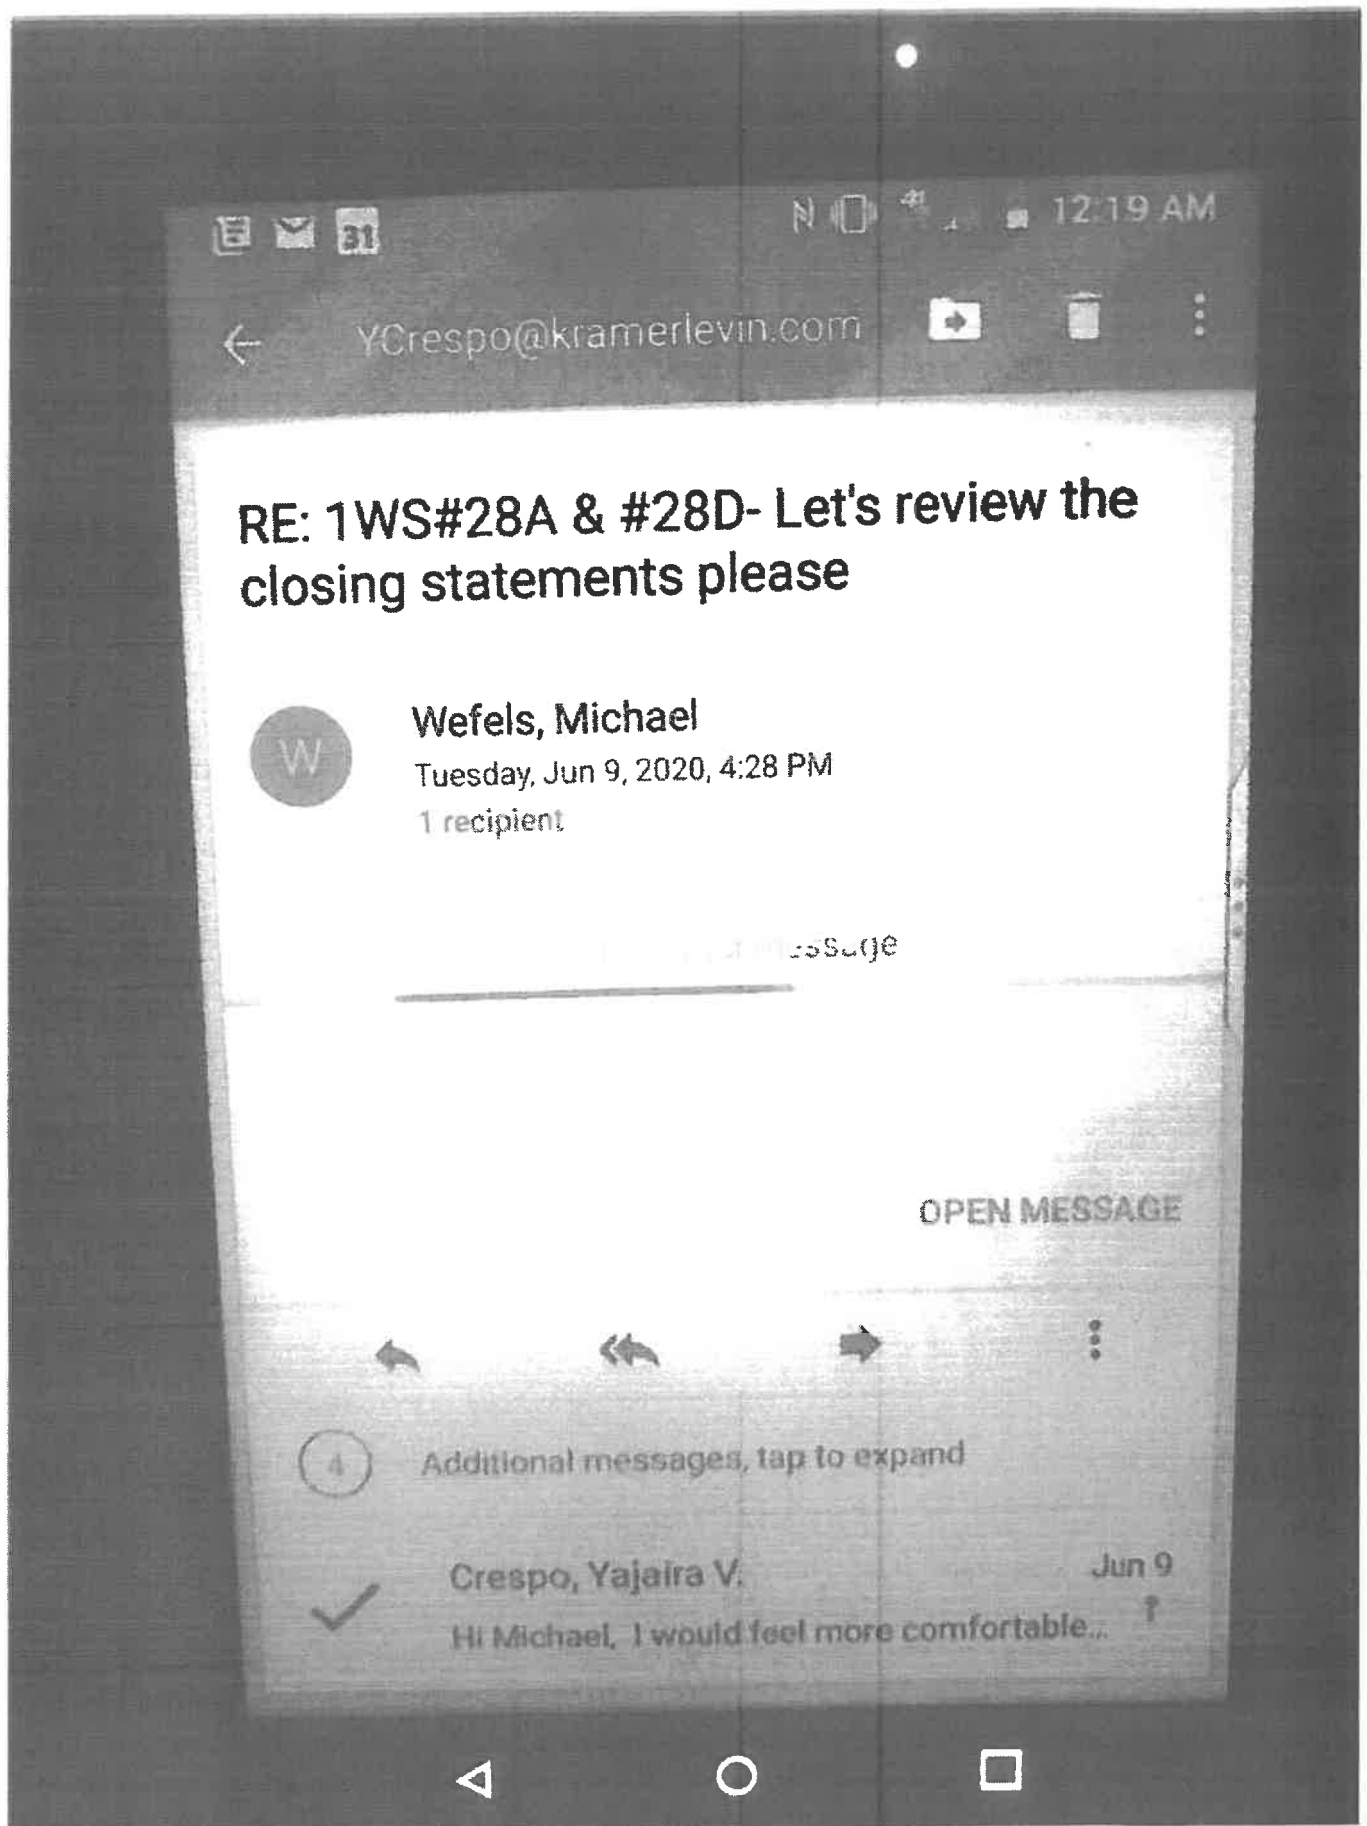 31
12:19 AM
YCrespo@kramerlevin.com
RE: 1WS#28A & #28D- Let's review the
closing statements please
W
Wefels, Michael
Tuesday, Jun 9, 2020, 4:28 PM
1 recipient
OPEN MESSAGE
4
Additional messages, tap to expand
Crespo, Yajaira V.
Jun 9
Hi Michael, I would feel more comfortable...